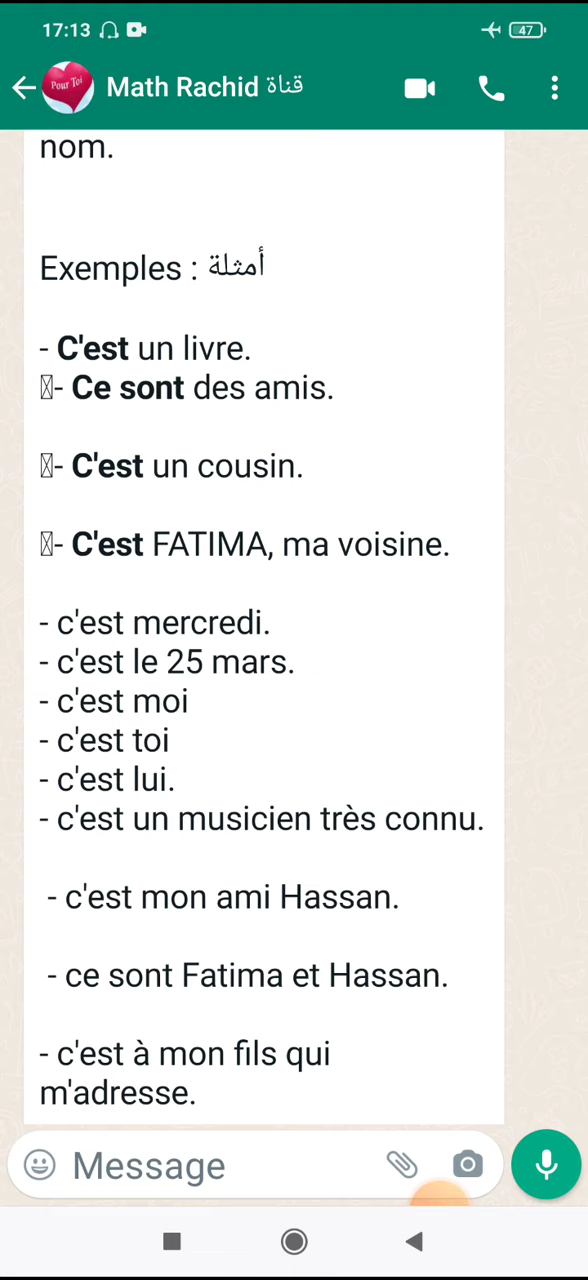 17:13
47
Pour Toi
Math Rachid قناة
nom.
Exemples : أمثلة
- C'est un livre.
- Ce sont des amis.
- C'est un cousin.
- C'est FATIMA, ma voisine.
- c'est mercredi.
- c'est le 25 mars.
- c'est moi
- c'est toi
- c'est lui.
- c'est un musicien très connu.
- c'est mon ami Hassan.
- ce sont Fatima et Hassan.
- c'est à mon fils qui
m'adresse.
Message